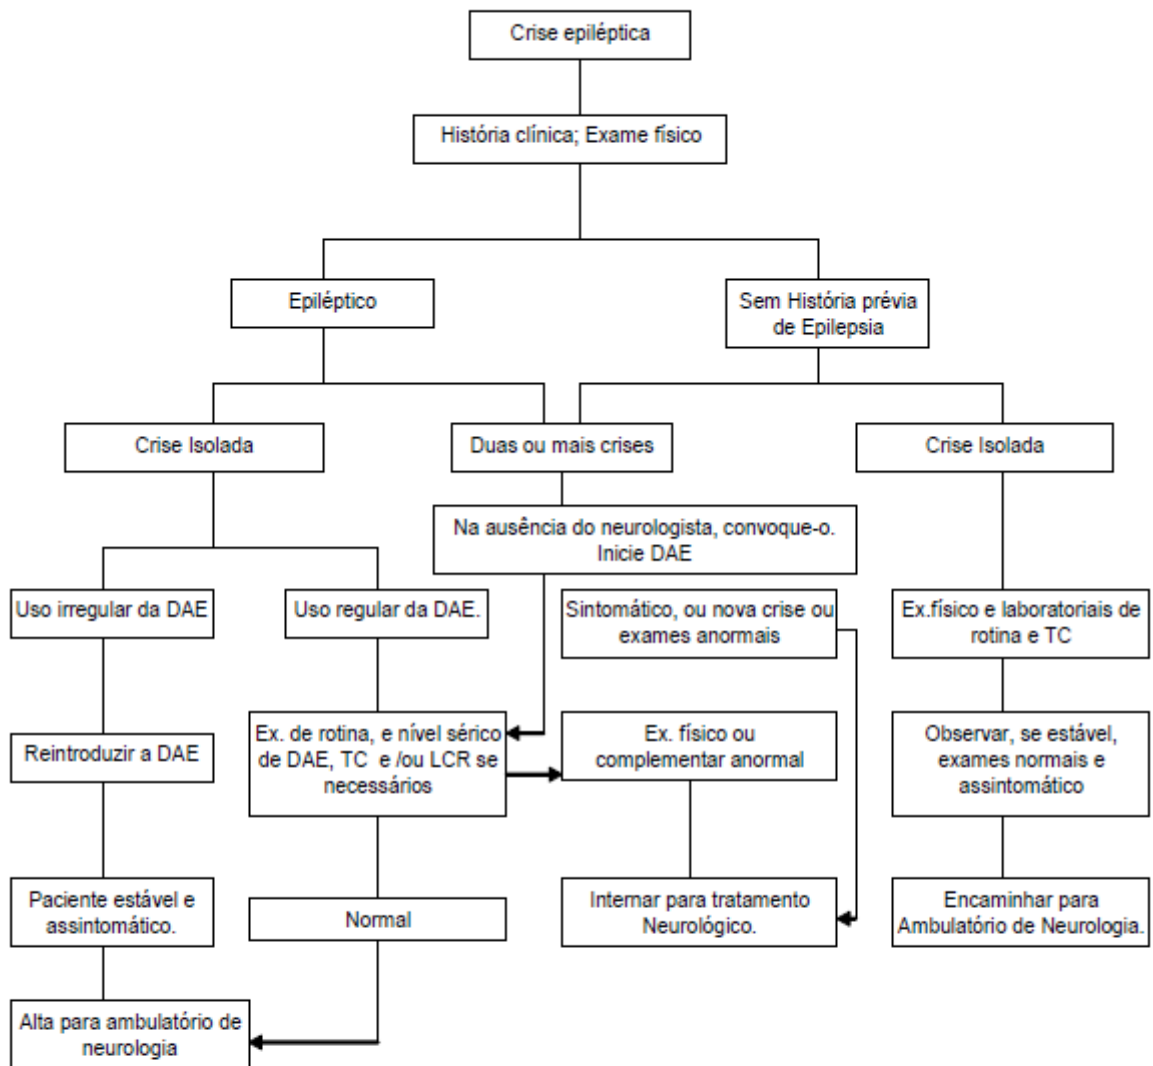 Crise epiléptica
História clínica; Exame físico
Epiléptico
Sem História prévia
de Epilepsia
Crise Isolada
Duas ou mais crises
Crise Isolada
Na ausência do neurologista, convoque-o.
Inicie DAE
Uso irregular da DAE
Uso regular da DAE.
Sintomático, ou nova crise ou
exames anormais
Ex.físico e laboratoriais de
rotina e TC
Reintroduzir a DAE
Ex. de rotina, e nível sérico
de DAE, TC e /ou LCR se
necessários
Ex. físico ou
complementar anormal
Observar, se estável,
exames normais e
assintomático
Paciente estável e
assintomático.
Normal
Internar para tratamento
Neurológico.
Encaminhar para
Ambulatório de Neurologia.
Alta para ambulatório de
neurologia